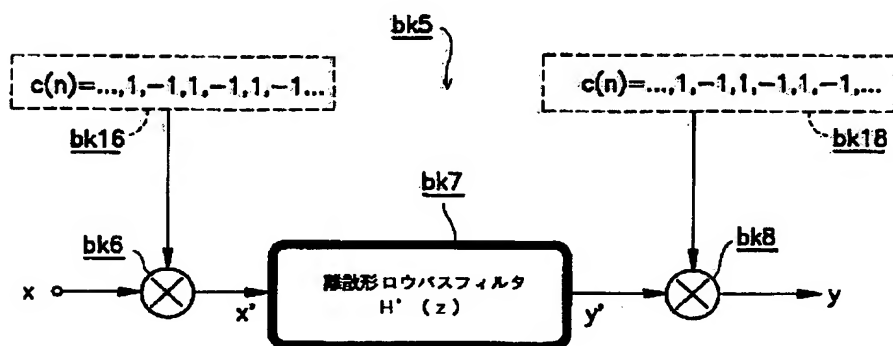 bk5
c(n)=...,1,-1,1,-1,1,-1...
c(n)=...,1,-1,1,-1,1,-1,...
bk16
bk18
bk7
bk6
bk8
x
x'
離散形ロウパスフィルタ
H'(z)
y'
y